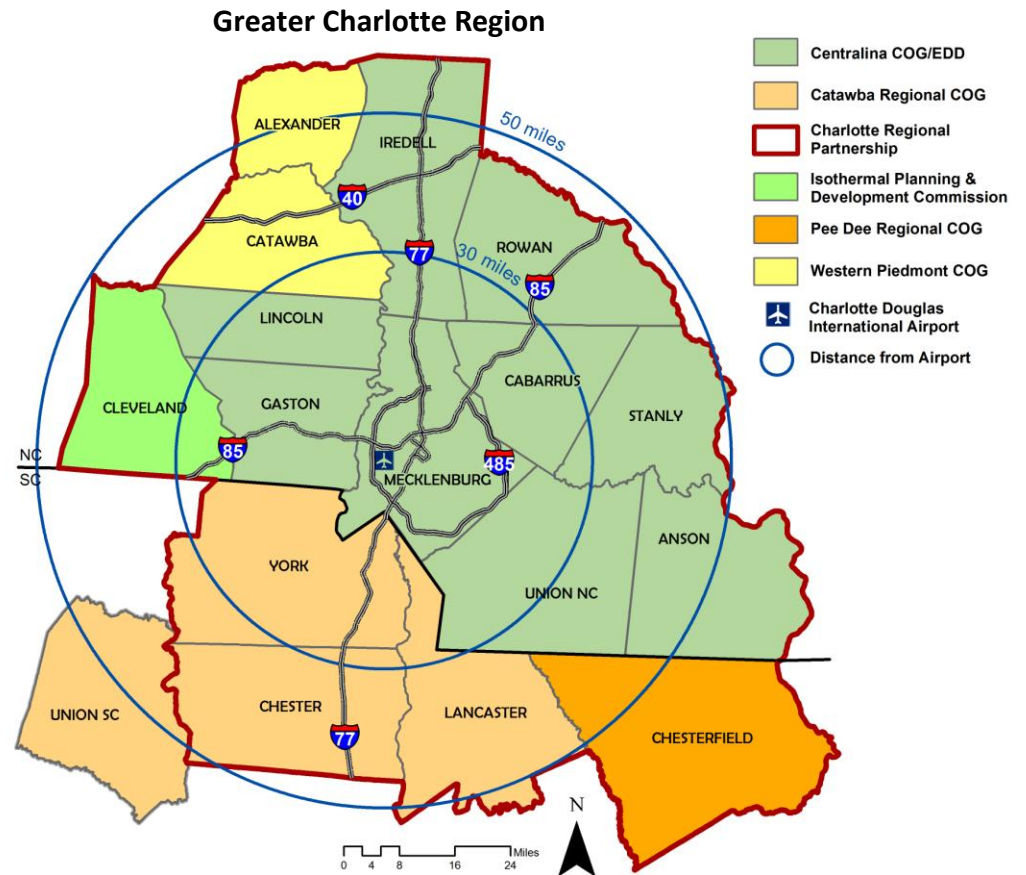 Greater Charlotte Region
Centralina COG/EDD
Catawba Regional COG
Charlotte Regional
Partnership
Isothermal Planning &
Development Commission
Pee Dee Regional COG
Western Piedmont COG
Charlotte Douglas
International Airport
Distance from Airport
50 miles
ALEXANDER
IREDELL
40
CATAWBA
77
30 miles
ROWAN
85
LINCOLN
CABARRUS
CLEVELAND
GASTON
STANLY
85
NC
SC
485
MECKLENBURG
ANSON
YORK
UNION NC
UNION SC
CHESTER
LANCASTER
77
CHESTERFIELD
N
Miles
0 4 8 16 24